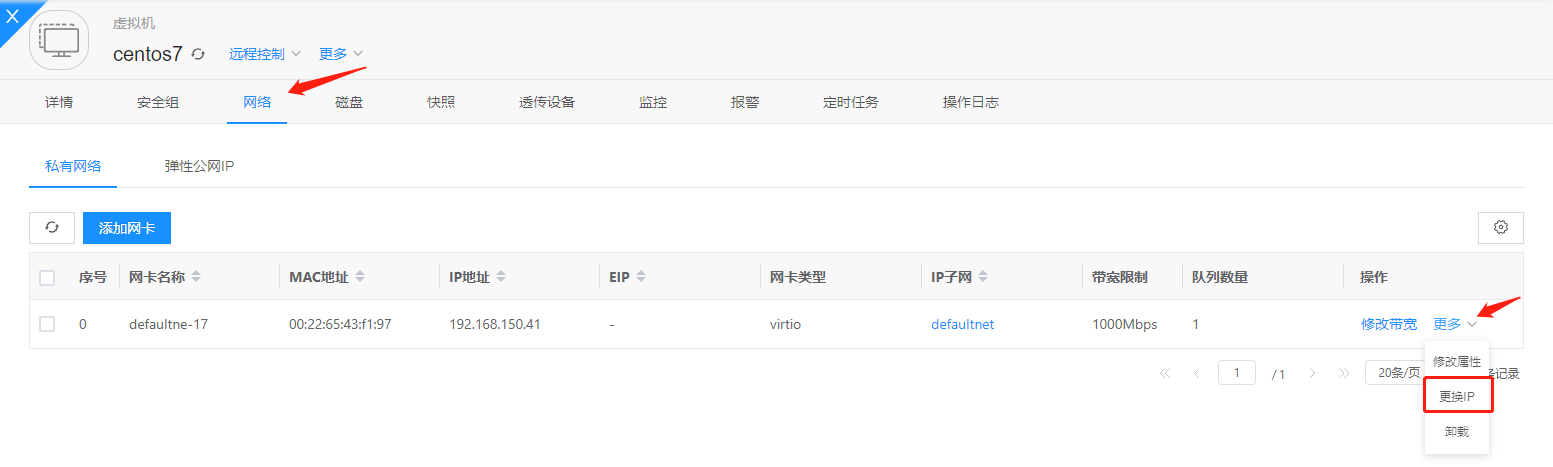 虚拟机
centos7 远程控制 更多
详情 安全组 网络 磁盘 快照 透传设备 监控 报警 定时任务 操作日志
私有网络 弹性公网IP
添加网卡
序号 网卡名称 MAC地址 IP地址 EIP 网卡类型 IP子网 带宽限制 队列数量 操作
0 defaultne-17 00:22:65:43:f1:97 192.168.150.41 - virtio defaultnet 1000Mbps 1 修改带宽 更多
1 / 1 20条/页 条记录
修改属性
更换IP
卸载